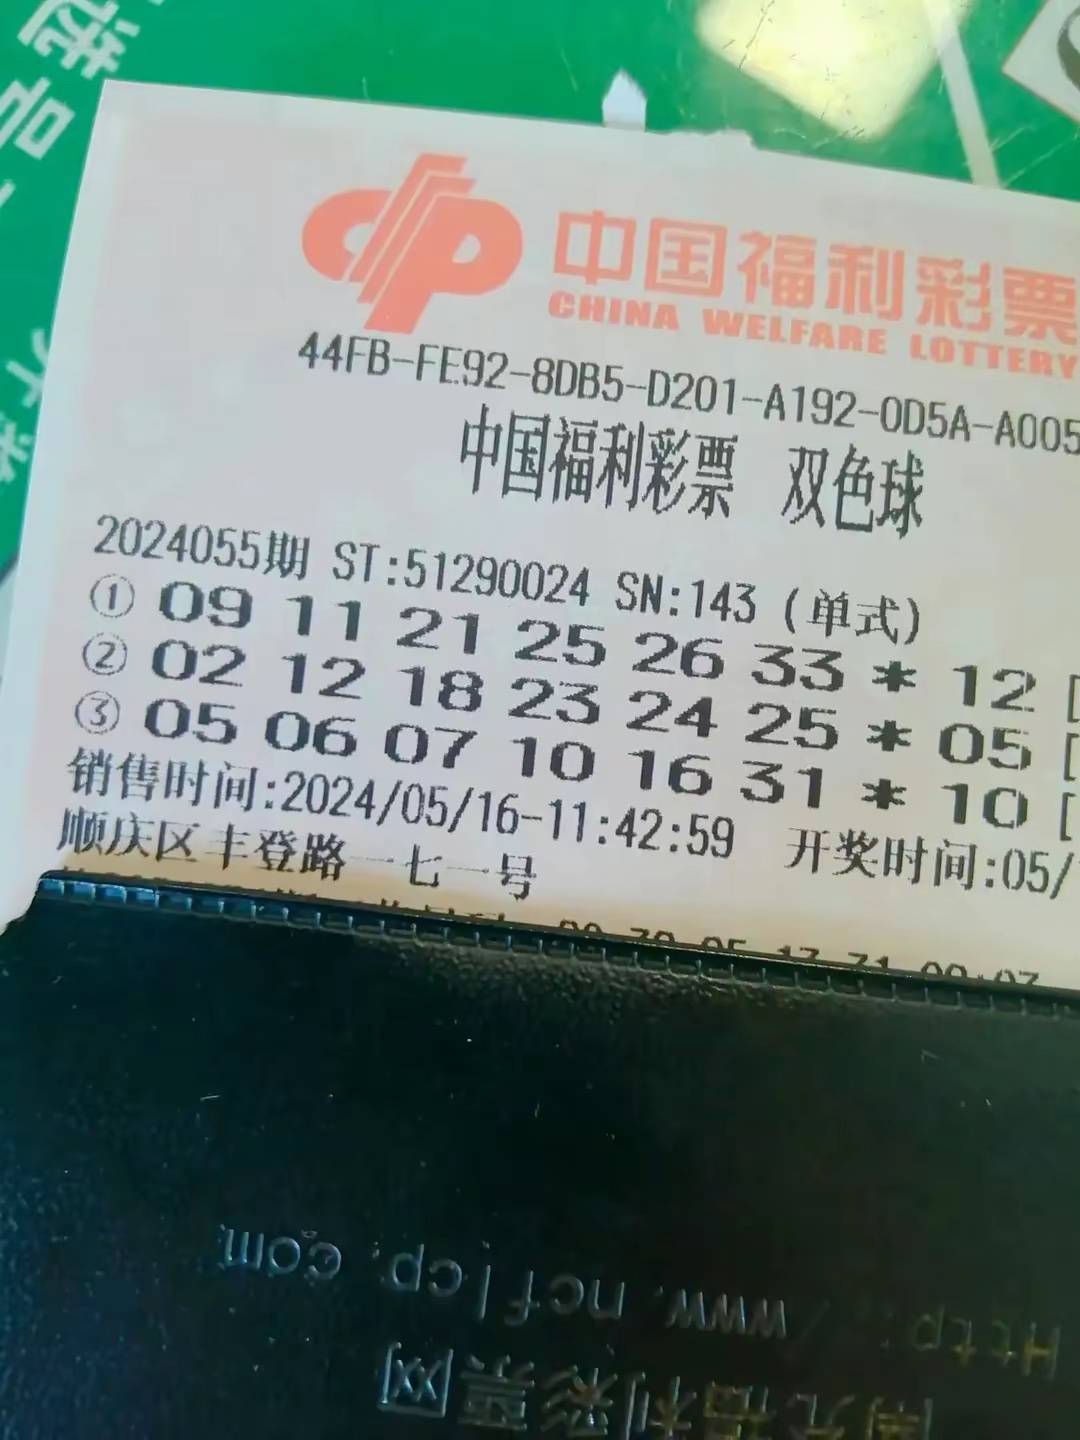 选号
中国福利彩票
CHINA WELFARE LOTTERY
44FB-FE92-8DB5-D201-A192-0D5A-A005
中国福利彩票 双色球
2024055期 ST:51290024 SN:143 (单式)
① 09 11 21 25 26 33 * 12 [
② 02 12 18 23 24 25 * 05 [
③ 05 06 07 10 16 31 * 10 [
销售时间:2024/05/16-11:42:59 开奖时间:05/
顺庆区丰登路一七一号
Http://www.ncflcp.com
南充福利彩票网